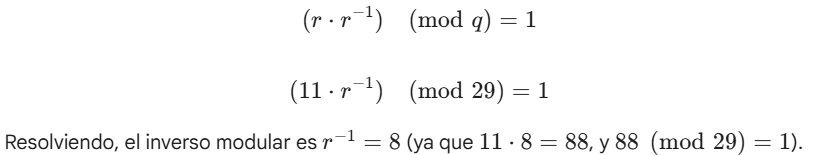 (r · r⁻¹) (mod q) = 1
(11 · r⁻¹) (mod 29) = 1
Resolviendo, el inverso modular es r⁻¹ = 8 (ya que 11 · 8 = 88, y 88 (mod 29) = 1).